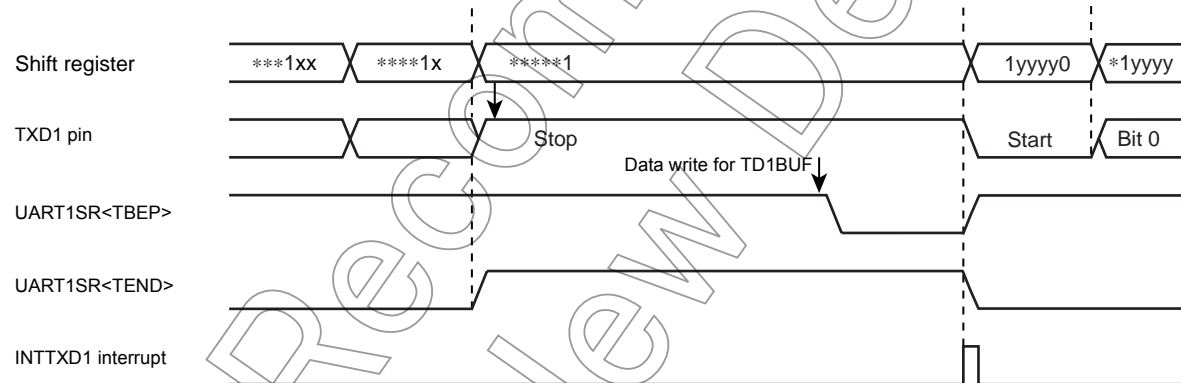 Shift register ***1xx ****1x *****1 1yyyy0 *1yyyy
TXD1 pin Stop Start Bit 0
Data write for TD1BUF
UART1SR<TBEP>
UART1SR<TEND>
INTTXD1 interrupt